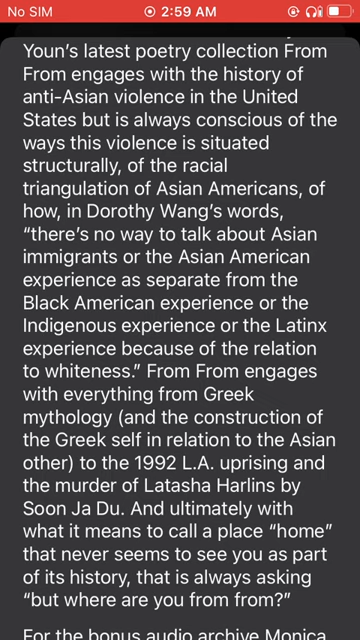 No SIM
2:59 AM
Youn’s latest poetry collection From
From engages with the history of
anti-Asian violence in the United
States but is always conscious of the
ways this violence is situated
structurally, of the racial
triangulation of Asian Americans, of
how, in Dorothy Wang’s words,
“there’s no way to talk about Asian
immigrants or the Asian American
experience as separate from the
Black American experience or the
Indigenous experience or the Latinx
experience because of the relation
to whiteness.” From From engages
with everything from Greek
mythology (and the construction of
the Greek self in relation to the Asian
other) to the 1992 L.A. uprising and
the murder of Latasha Harlins by
Soon Ja Du. And ultimately with
what it means to call a place “home”
that never seems to see you as part
of its history, that is always asking
“but where are you from from?”
For the bonus audio archive Monica